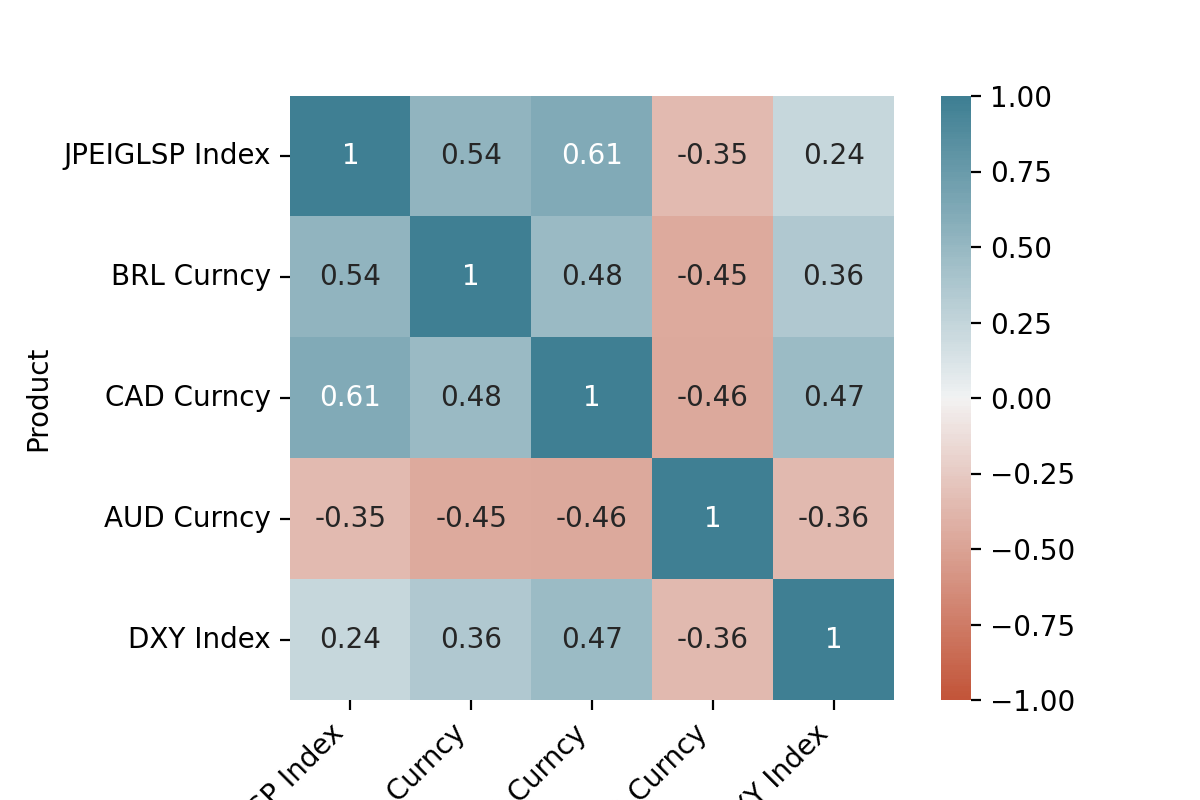 JPEIGLSP Index 1 0.54 0.61 -0.35 0.24
BRL Curncy 0.54 1 0.48 -0.45 0.36
CAD Curncy 0.61 0.48 1 -0.46 0.47
AUD Curncy -0.35 -0.45 -0.46 1 -0.36
DXY Index 0.24 0.36 0.47 -0.36 1
Product
Index
Curncy
Curncy
Curncy
Index
1.00
0.75
0.50
0.25
0.00
−0.25
−0.50
−0.75
−1.00